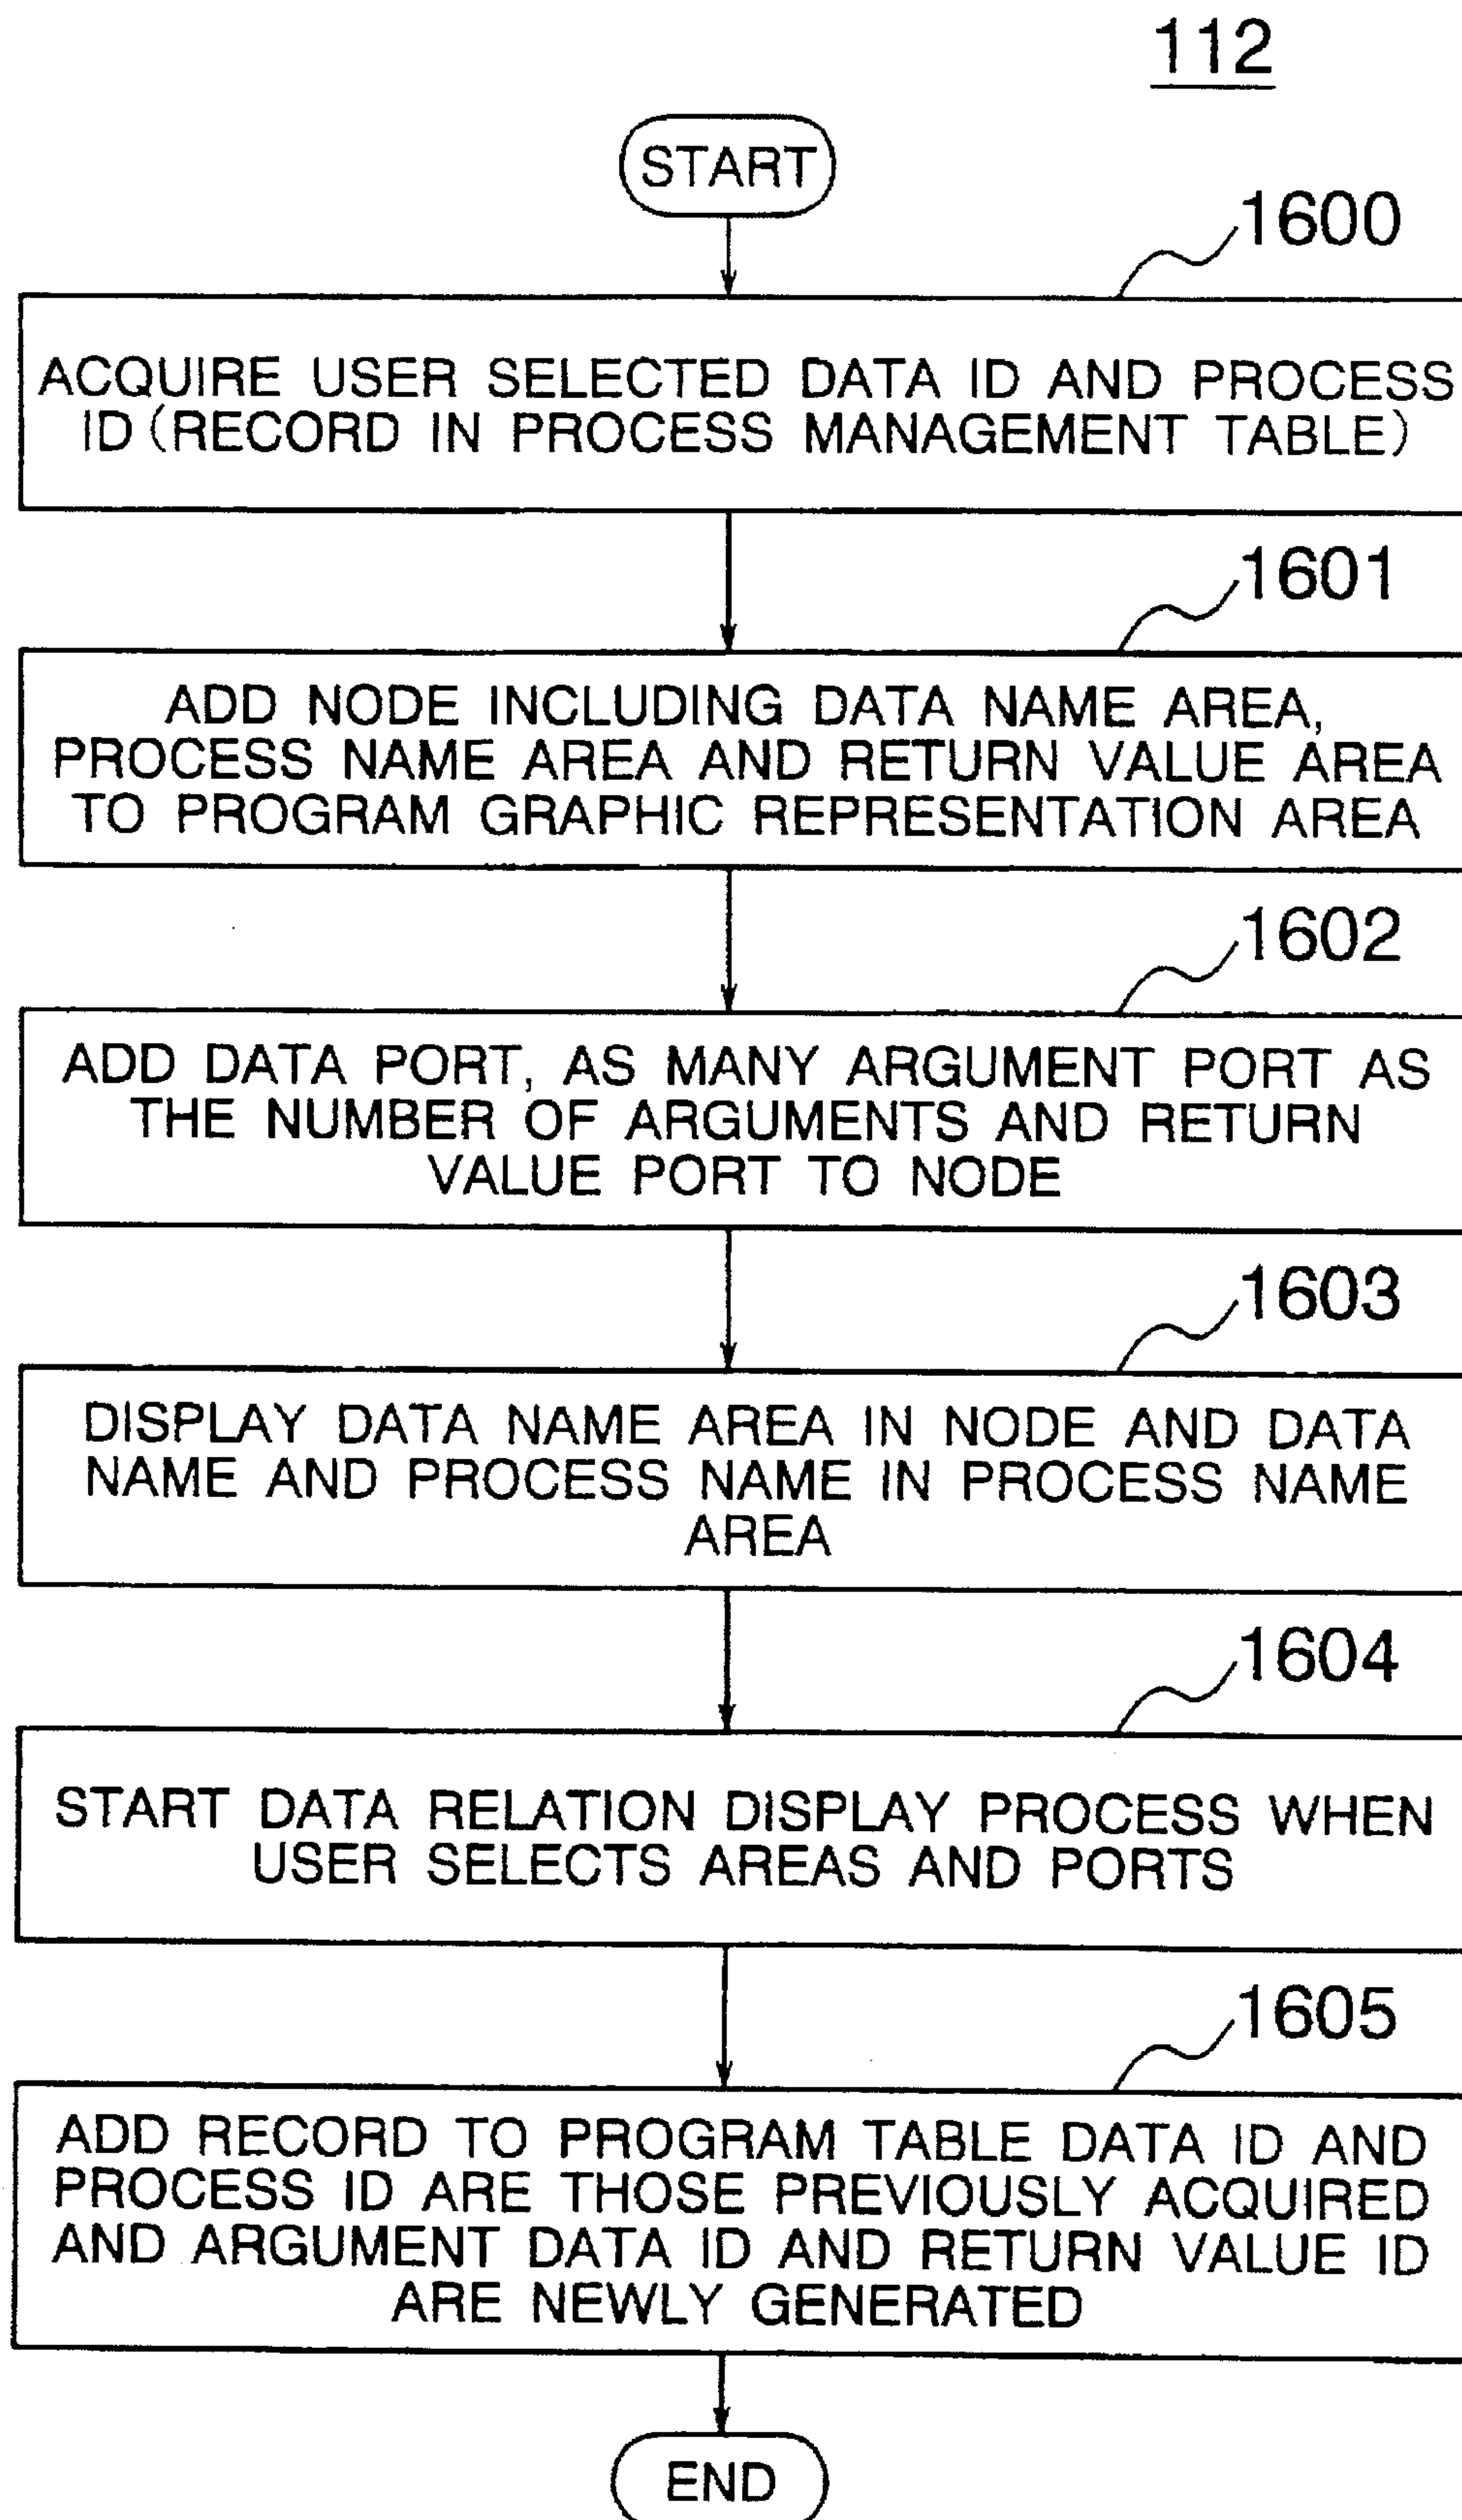 112
START
1600
ACQUIRE USER SELECTED DATA ID AND PROCESS
ID (RECORD IN PROCESS MANAGEMENT TABLE)
1601
ADD NODE INCLUDING DATA NAME AREA,
PROCESS NAME AREA AND RETURN VALUE AREA
TO PROGRAM GRAPHIC REPRESENTATION AREA
1602
ADD DATA PORT, AS MANY ARGUMENT PORT AS
THE NUMBER OF ARGUMENTS AND RETURN
VALUE PORT TO NODE
1603
DISPLAY DATA NAME AREA IN NODE AND DATA
NAME AND PROCESS NAME IN PROCESS NAME
AREA
1604
START DATA RELATION DISPLAY PROCESS WHEN
USER SELECTS AREAS AND PORTS
1605
ADD RECORD TO PROGRAM TABLE DATA ID AND
PROCESS ID ARE THOSE PREVIOUSLY ACQUIRED
AND ARGUMENT DATA ID AND RETURN VALUE ID
ARE NEWLY GENERATED
END